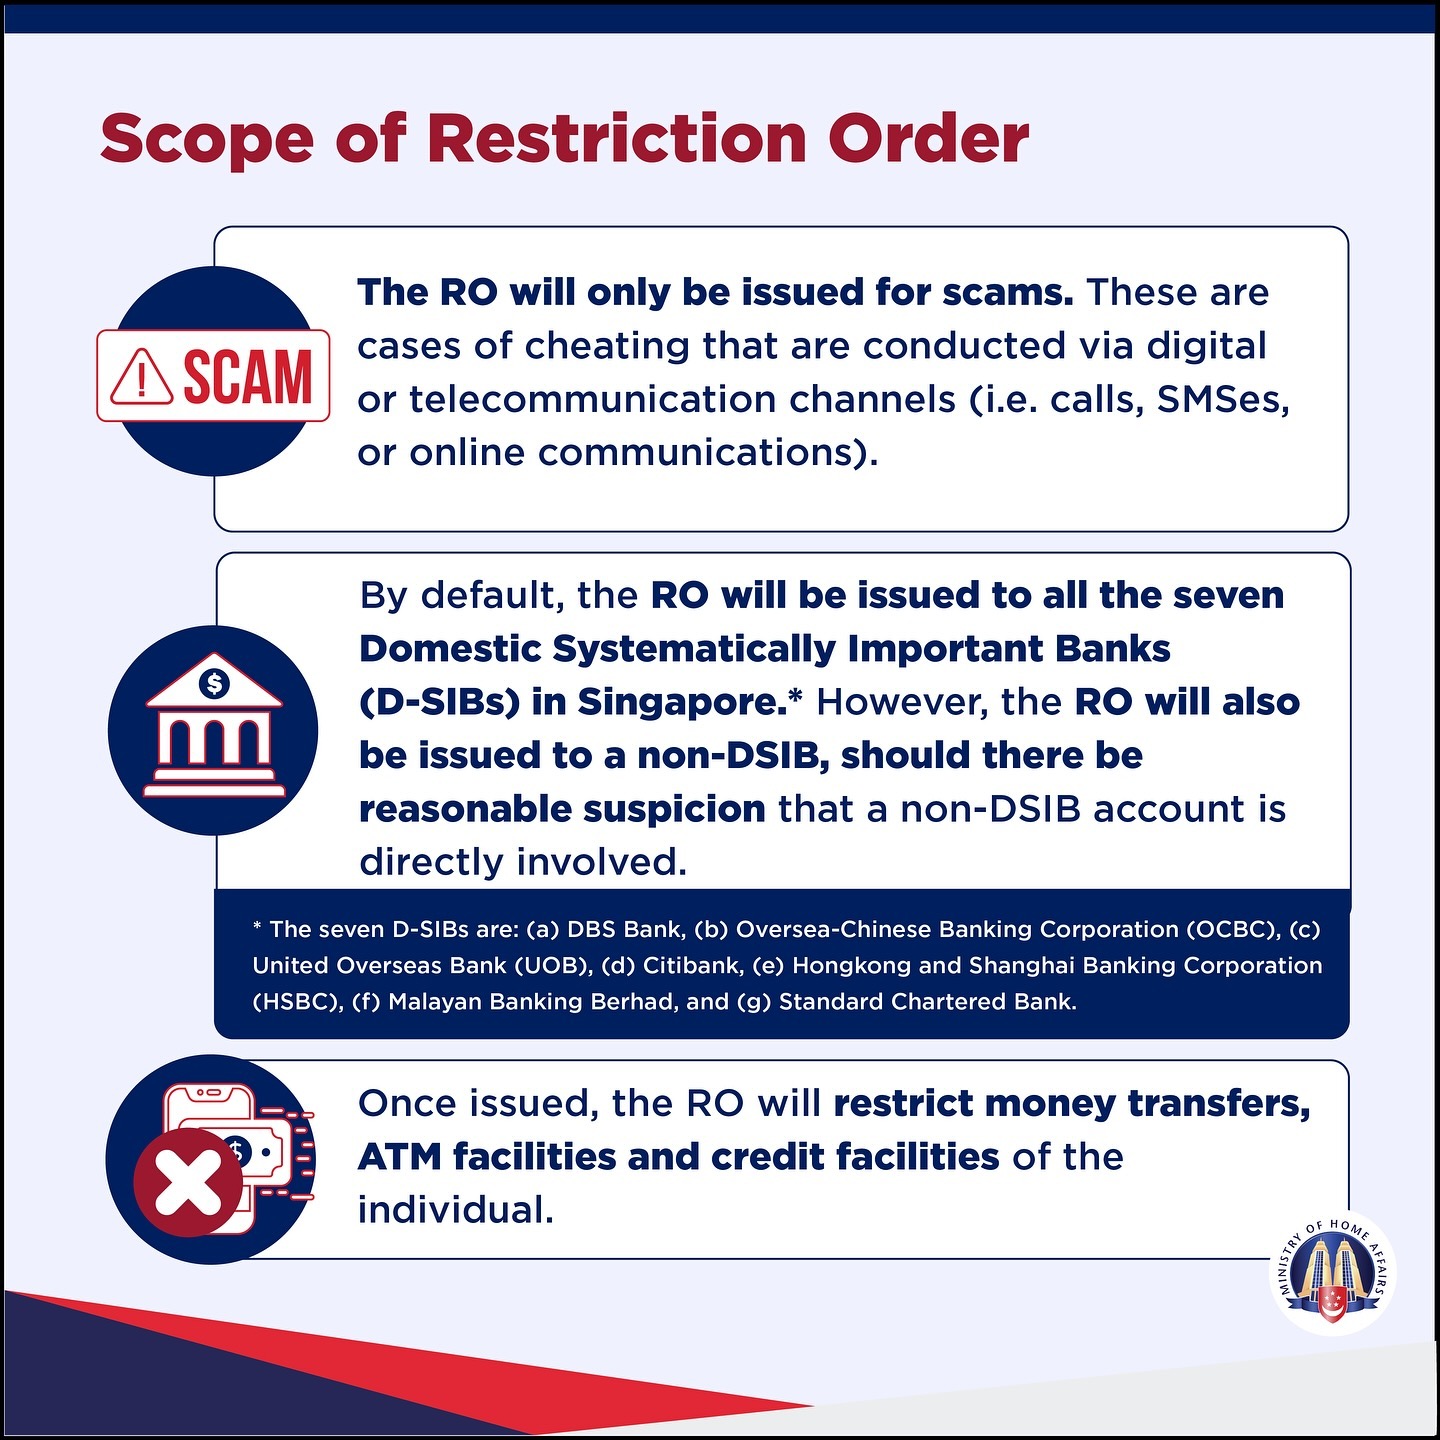 Scope of Restriction Order
SCAM
The RO will only be issued for scams. These are
cases of cheating that are conducted via digital
or telecommunication channels (i.e. calls, SMSes,
or online communications).
By default, the RO will be issued to all the seven
Domestic Systematically Important Banks
(D-SIBs) in Singapore.* However, the RO will also
be issued to a non-DSIB, should there be
reasonable suspicion that a non-DSIB account is
directly involved.
* The seven D-SIBs are: (a) DBS Bank, (b) Oversea-Chinese Banking Corporation (OCBC), (c)
United Overseas Bank (UOB), (d) Citibank, (e) Hongkong and Shanghai Banking Corporation
(HSBC), (f) Malayan Banking Berhad, and (g) Standard Chartered Bank.
Once issued, the RO will restrict money transfers,
ATM facilities and credit facilities of the
individual.
MINISTRY OF HOME AFFAIRS